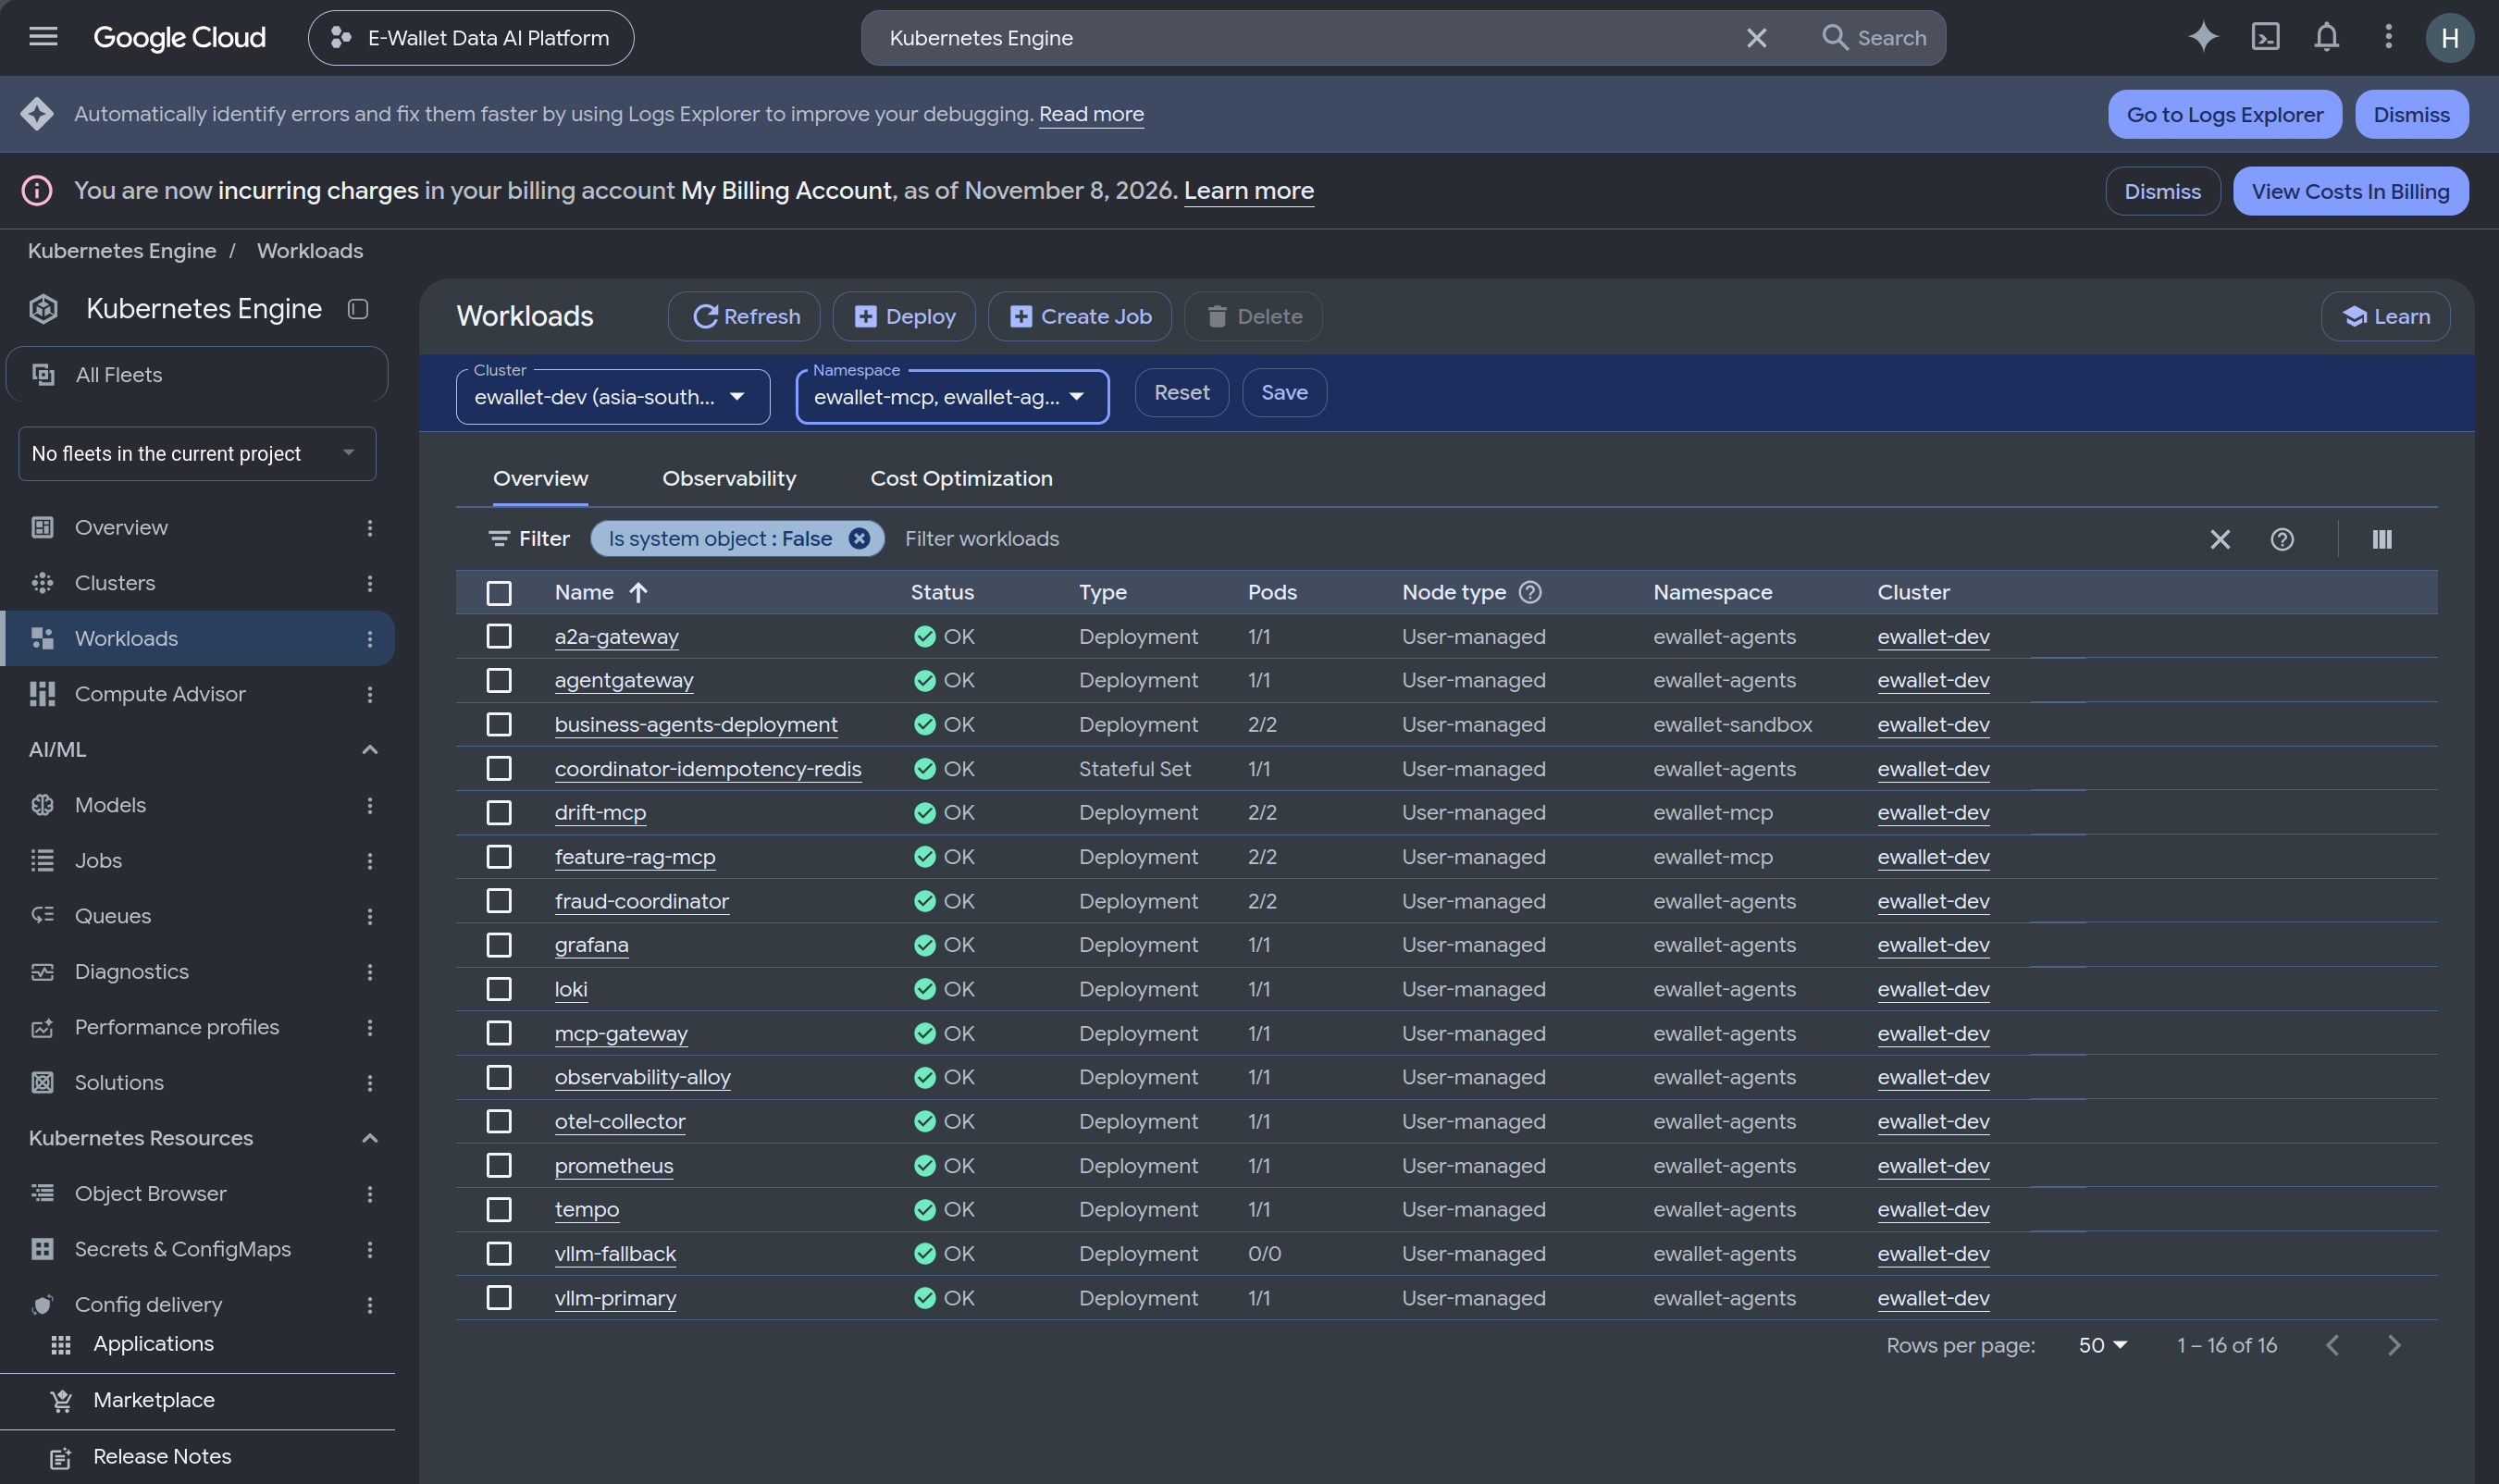 Google Cloud
E-Wallet Data AI Platform
Kubernetes Engine
Search
H
Automatically identify errors and fix them faster by using Logs Explorer to improve your debugging. Read more
Go to Logs Explorer
Dismiss
You are now incurring charges in your billing account My Billing Account, as of November 8, 2026. Learn more
Dismiss
View Costs In Billing
Kubernetes Engine / Workloads
Kubernetes Engine
All Fleets
No fleets in the current project
Overview
Clusters
Workloads
Compute Advisor
AI/ML
Models
Jobs
Queues
Diagnostics
Performance profiles
Solutions
Kubernetes Resources
Object Browser
Secrets & ConfigMaps
Config delivery
Applications
Marketplace
Release Notes
Workloads
Refresh
Deploy
Create Job
Delete
Learn
Cluster
ewallet-dev (asia-south...
Namespace
ewallet-mcp, ewallet-ag...
Reset
Save
Overview Observability Cost Optimization
Filter Is system object : False Filter workloads
Name Status Type Pods Node type Namespace Cluster
a2a-gateway OK Deployment 1/1 User-managed ewallet-agents ewallet-dev
agentgateway OK Deployment 1/1 User-managed ewallet-agents ewallet-dev
business-agents-deployment OK Deployment 2/2 User-managed ewallet-sandbox ewallet-dev
coordinator-idempotency-redis OK Stateful Set 1/1 User-managed ewallet-agents ewallet-dev
drift-mcp OK Deployment 2/2 User-managed ewallet-mcp ewallet-dev
feature-rag-mcp OK Deployment 2/2 User-managed ewallet-mcp ewallet-dev
fraud-coordinator OK Deployment 2/2 User-managed ewallet-agents ewallet-dev
grafana OK Deployment 1/1 User-managed ewallet-agents ewallet-dev
loki OK Deployment 1/1 User-managed ewallet-agents ewallet-dev
mcp-gateway OK Deployment 1/1 User-managed ewallet-agents ewallet-dev
observability-alloy OK Deployment 1/1 User-managed ewallet-agents ewallet-dev
otel-collector OK Deployment 1/1 User-managed ewallet-agents ewallet-dev
prometheus OK Deployment 1/1 User-managed ewallet-agents ewallet-dev
tempo OK Deployment 1/1 User-managed ewallet-agents ewallet-dev
vllm-fallback OK Deployment 0/0 User-managed ewallet-agents ewallet-dev
vllm-primary OK Deployment 1/1 User-managed ewallet-agents ewallet-dev
Rows per page: 50 1 – 16 of 16